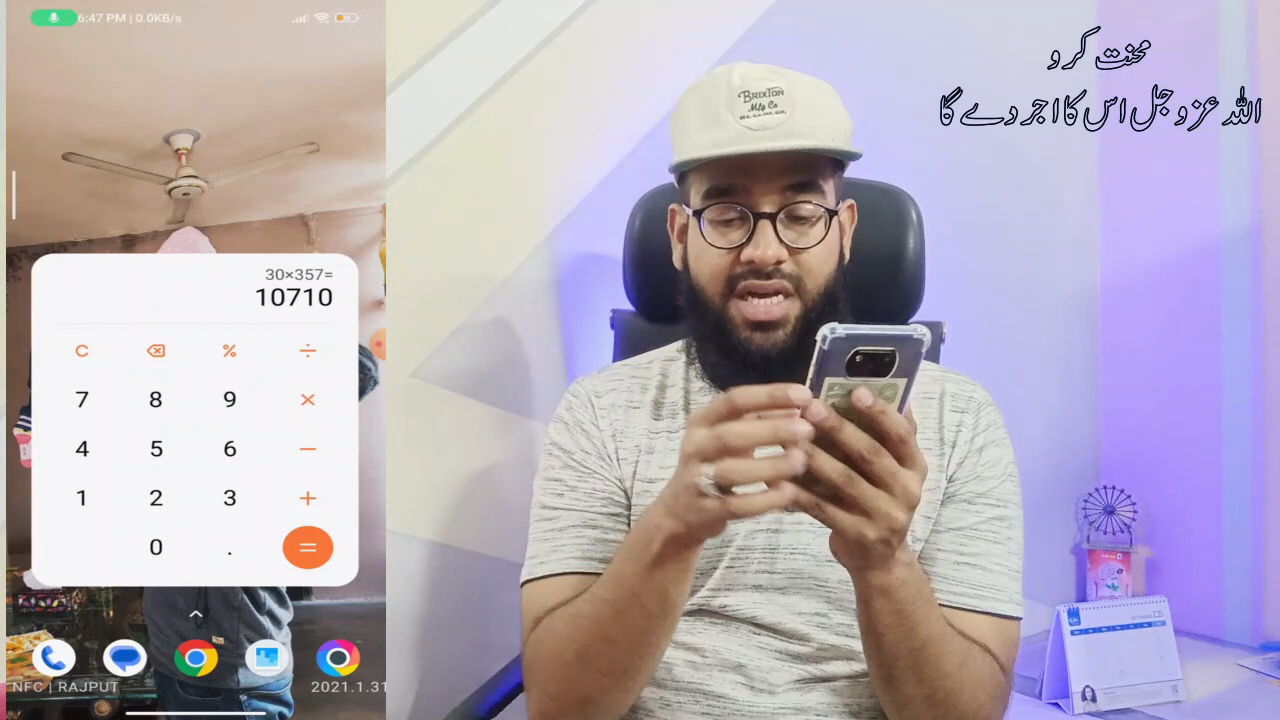 6:47 PM | 0.0KB/s
30×357=
10710
C % ÷
7 8 9 ×
4 5 6 −
1 2 3 +
0 . =
NFC | RAJPUT
2021.1.31
BRIXTON
Mfg Co
محنت کرو
اللہ عزوجل اس کا اجر دے گا